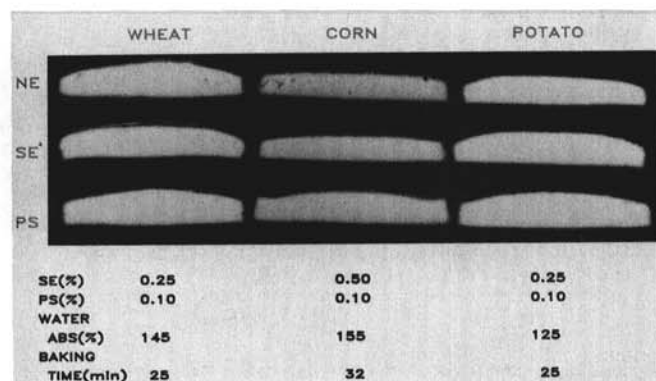 WHEAT CORN POTATO
NE
SE
PS
SE(%) 0.25 0.50 0.25
PS(%) 0.10 0.10 0.10
WATER
ABS(%) 145 155 125
BAKING
TIME(min) 25 32 25